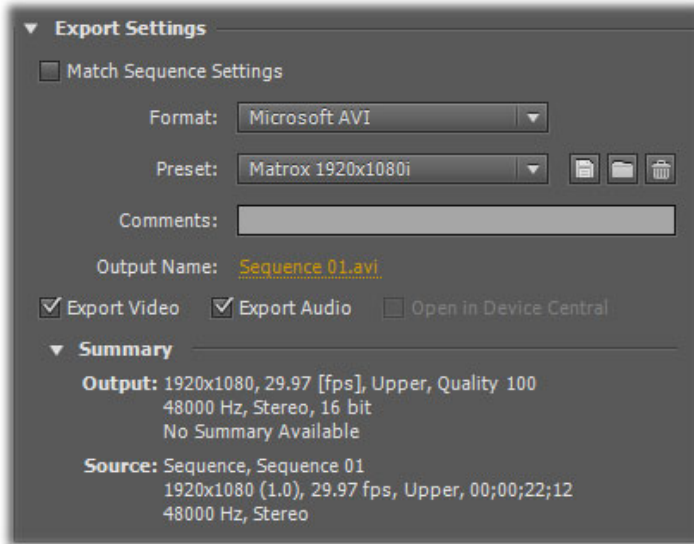 Export Settings
Match Sequence Settings
Format: Microsoft AVI
Preset: Matrox 1920x1080i
Comments:
Output Name: Sequence 01.avi
Export Video Export Audio Open in Device Central
Summary
Output: 1920x1080, 29.97 [fps], Upper, Quality 100
48000 Hz, Stereo, 16 bit
No Summary Available
Source: Sequence, Sequence 01
1920x1080 (1.0), 29.97 fps, Upper, 00;00;22;12
48000 Hz, Stereo